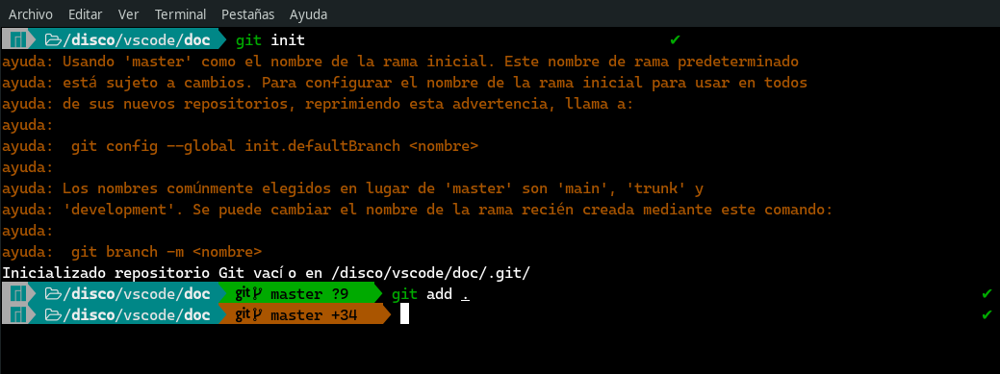 Archivo Editar Ver Terminal Pestañas Ayuda
/disco/vscode/doc git init ✔
ayuda: Usando 'master' como el nombre de la rama inicial. Este nombre de rama predeterminado
ayuda: está sujeto a cambios. Para configurar el nombre de la rama inicial para usar en todos
ayuda: de sus nuevos repositorios, reprimiendo esta advertencia, llama a:
ayuda:
ayuda:  git config --global init.defaultBranch <nombre>
ayuda:
ayuda: Los nombres comúnmente elegidos en lugar de 'master' son 'main', 'trunk' y
ayuda: 'development'. Se puede cambiar el nombre de la rama recién creada mediante este comando:
ayuda:
ayuda:  git branch -m <nombre>
Inicializado repositorio Git vacío en /disco/vscode/doc/.git/
/disco/vscode/doc git master ?9 git add . ✔
/disco/vscode/doc git master +34 ✔